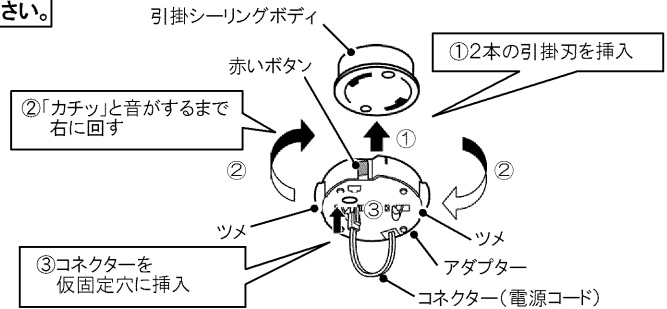 さい。
引掛シーリングボディ
①2本の引掛刃を挿入
赤いボタン
②「カチッ」と音がするまで
右に回す
①
②
②
③
ツメ
ツメ
③コネクターを
仮固定穴に挿入
アダプター
コネクター(電源コード)